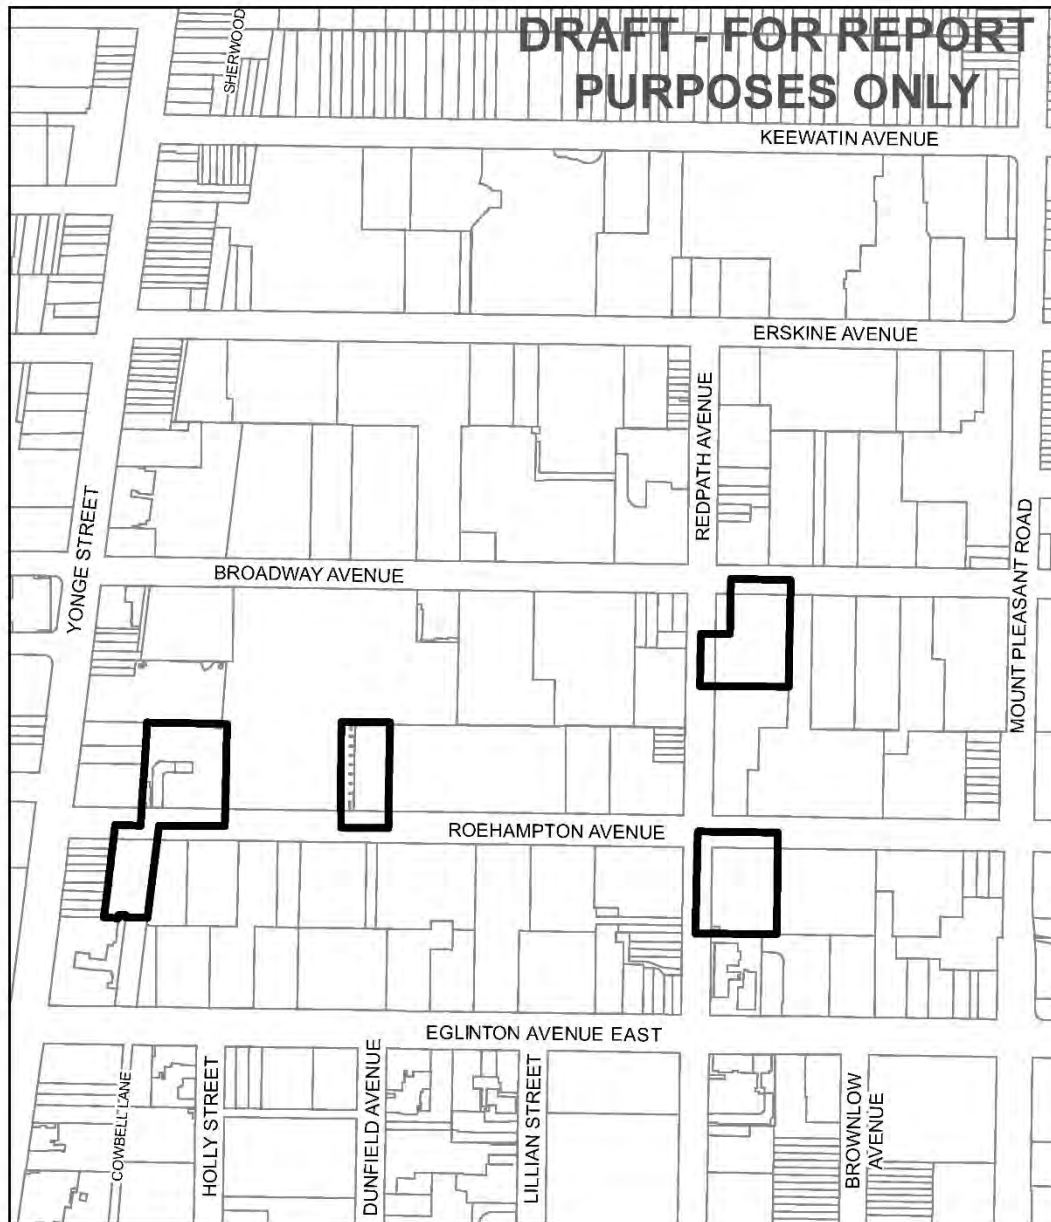 DRAFT - FOR REPORT
PURPOSES ONLY
SHERWOOD
KEEWATIN AVENUE
ERSKINE AVENUE
REDPATH AVENUE
YONGE STREET
MOUNT PLEASANT ROAD
BROADWAY AVENUE
ROEHAMPTON AVENUE
EGLINTON AVENUE EAST
COWBELL LANE
HOLLY STREET
DUNFIELD AVENUE
LILLIAN STREET
BROWNLOW
AVENUE